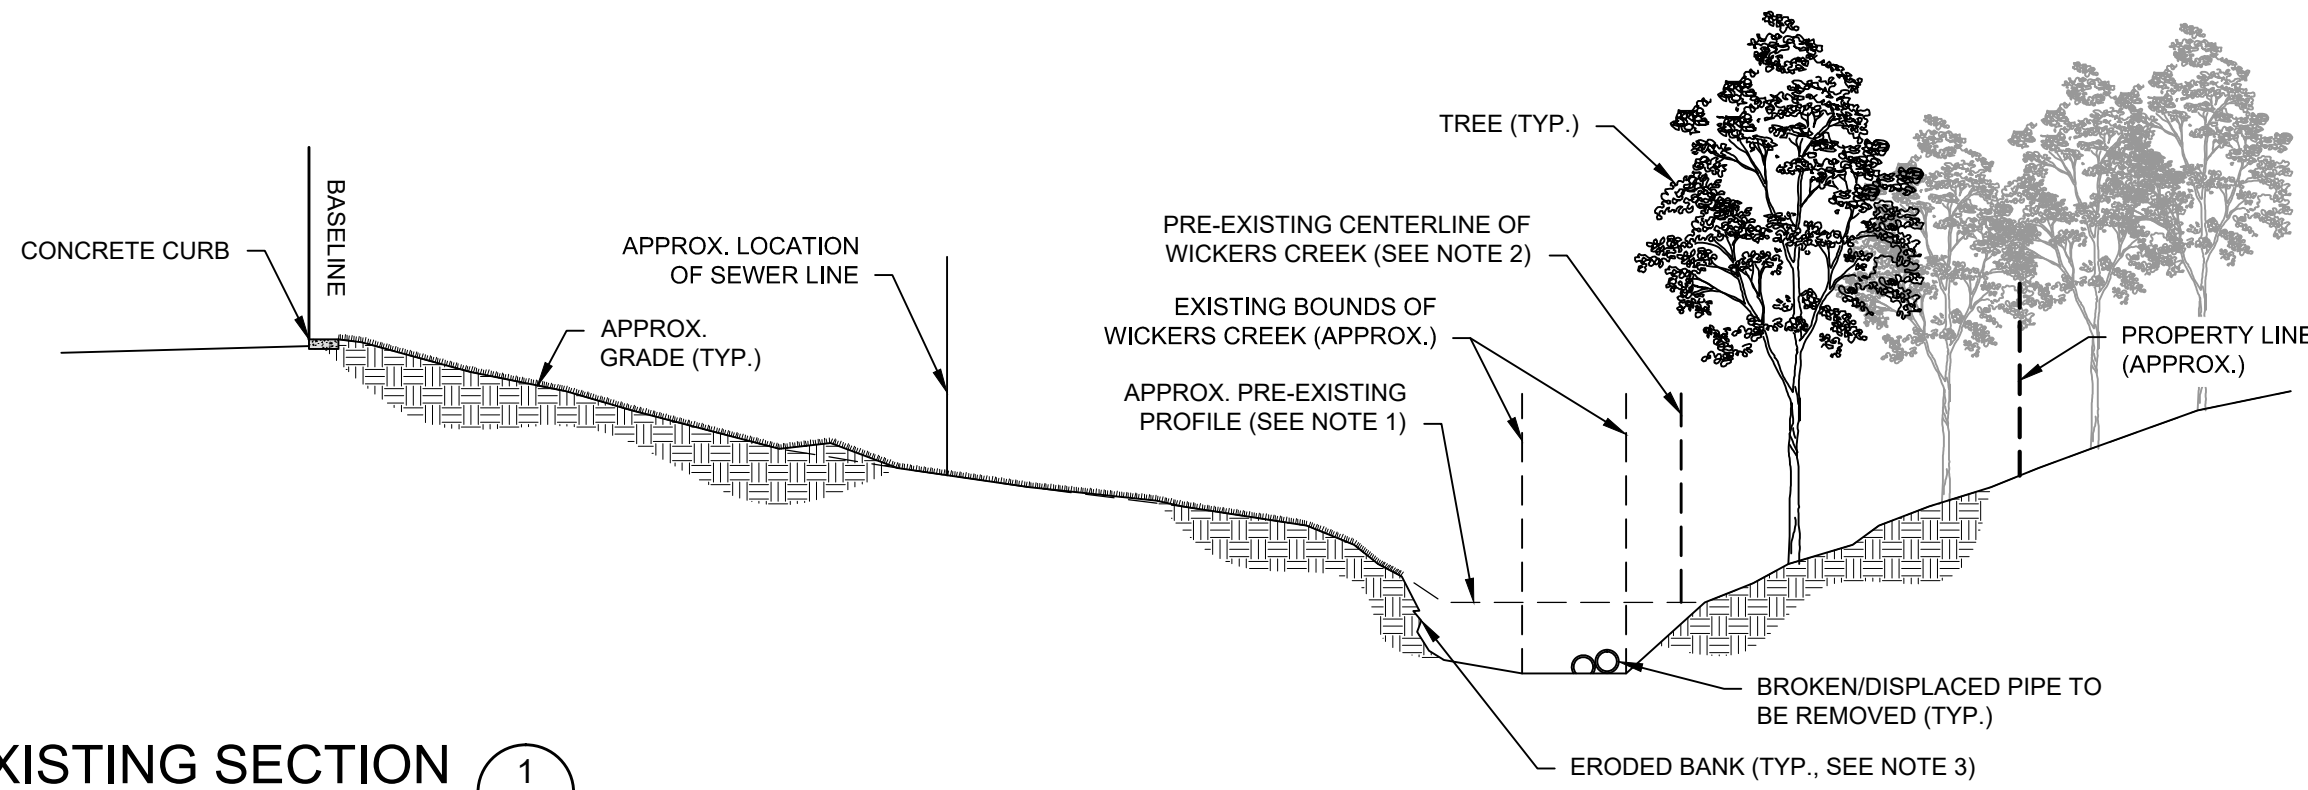 TREE (TYP.)
BASELINE
CONCRETE CURB
APPROX. LOCATION
OF SEWER LINE
PRE-EXISTING CENTERLINE OF
WICKERS CREEK (SEE NOTE 2)
EXISTING BOUNDS OF
WICKERS CREEK (APPROX.)
APPROX.
GRADE (TYP.)
PROPERTY LINE
(APPROX.)
APPROX. PRE-EXISTING
PROFILE (SEE NOTE 1)
BROKEN/DISPLACED PIPE TO
BE REMOVED (TYP.)
ERODED BANK (TYP., SEE NOTE 3)
XISTING SECTION
1